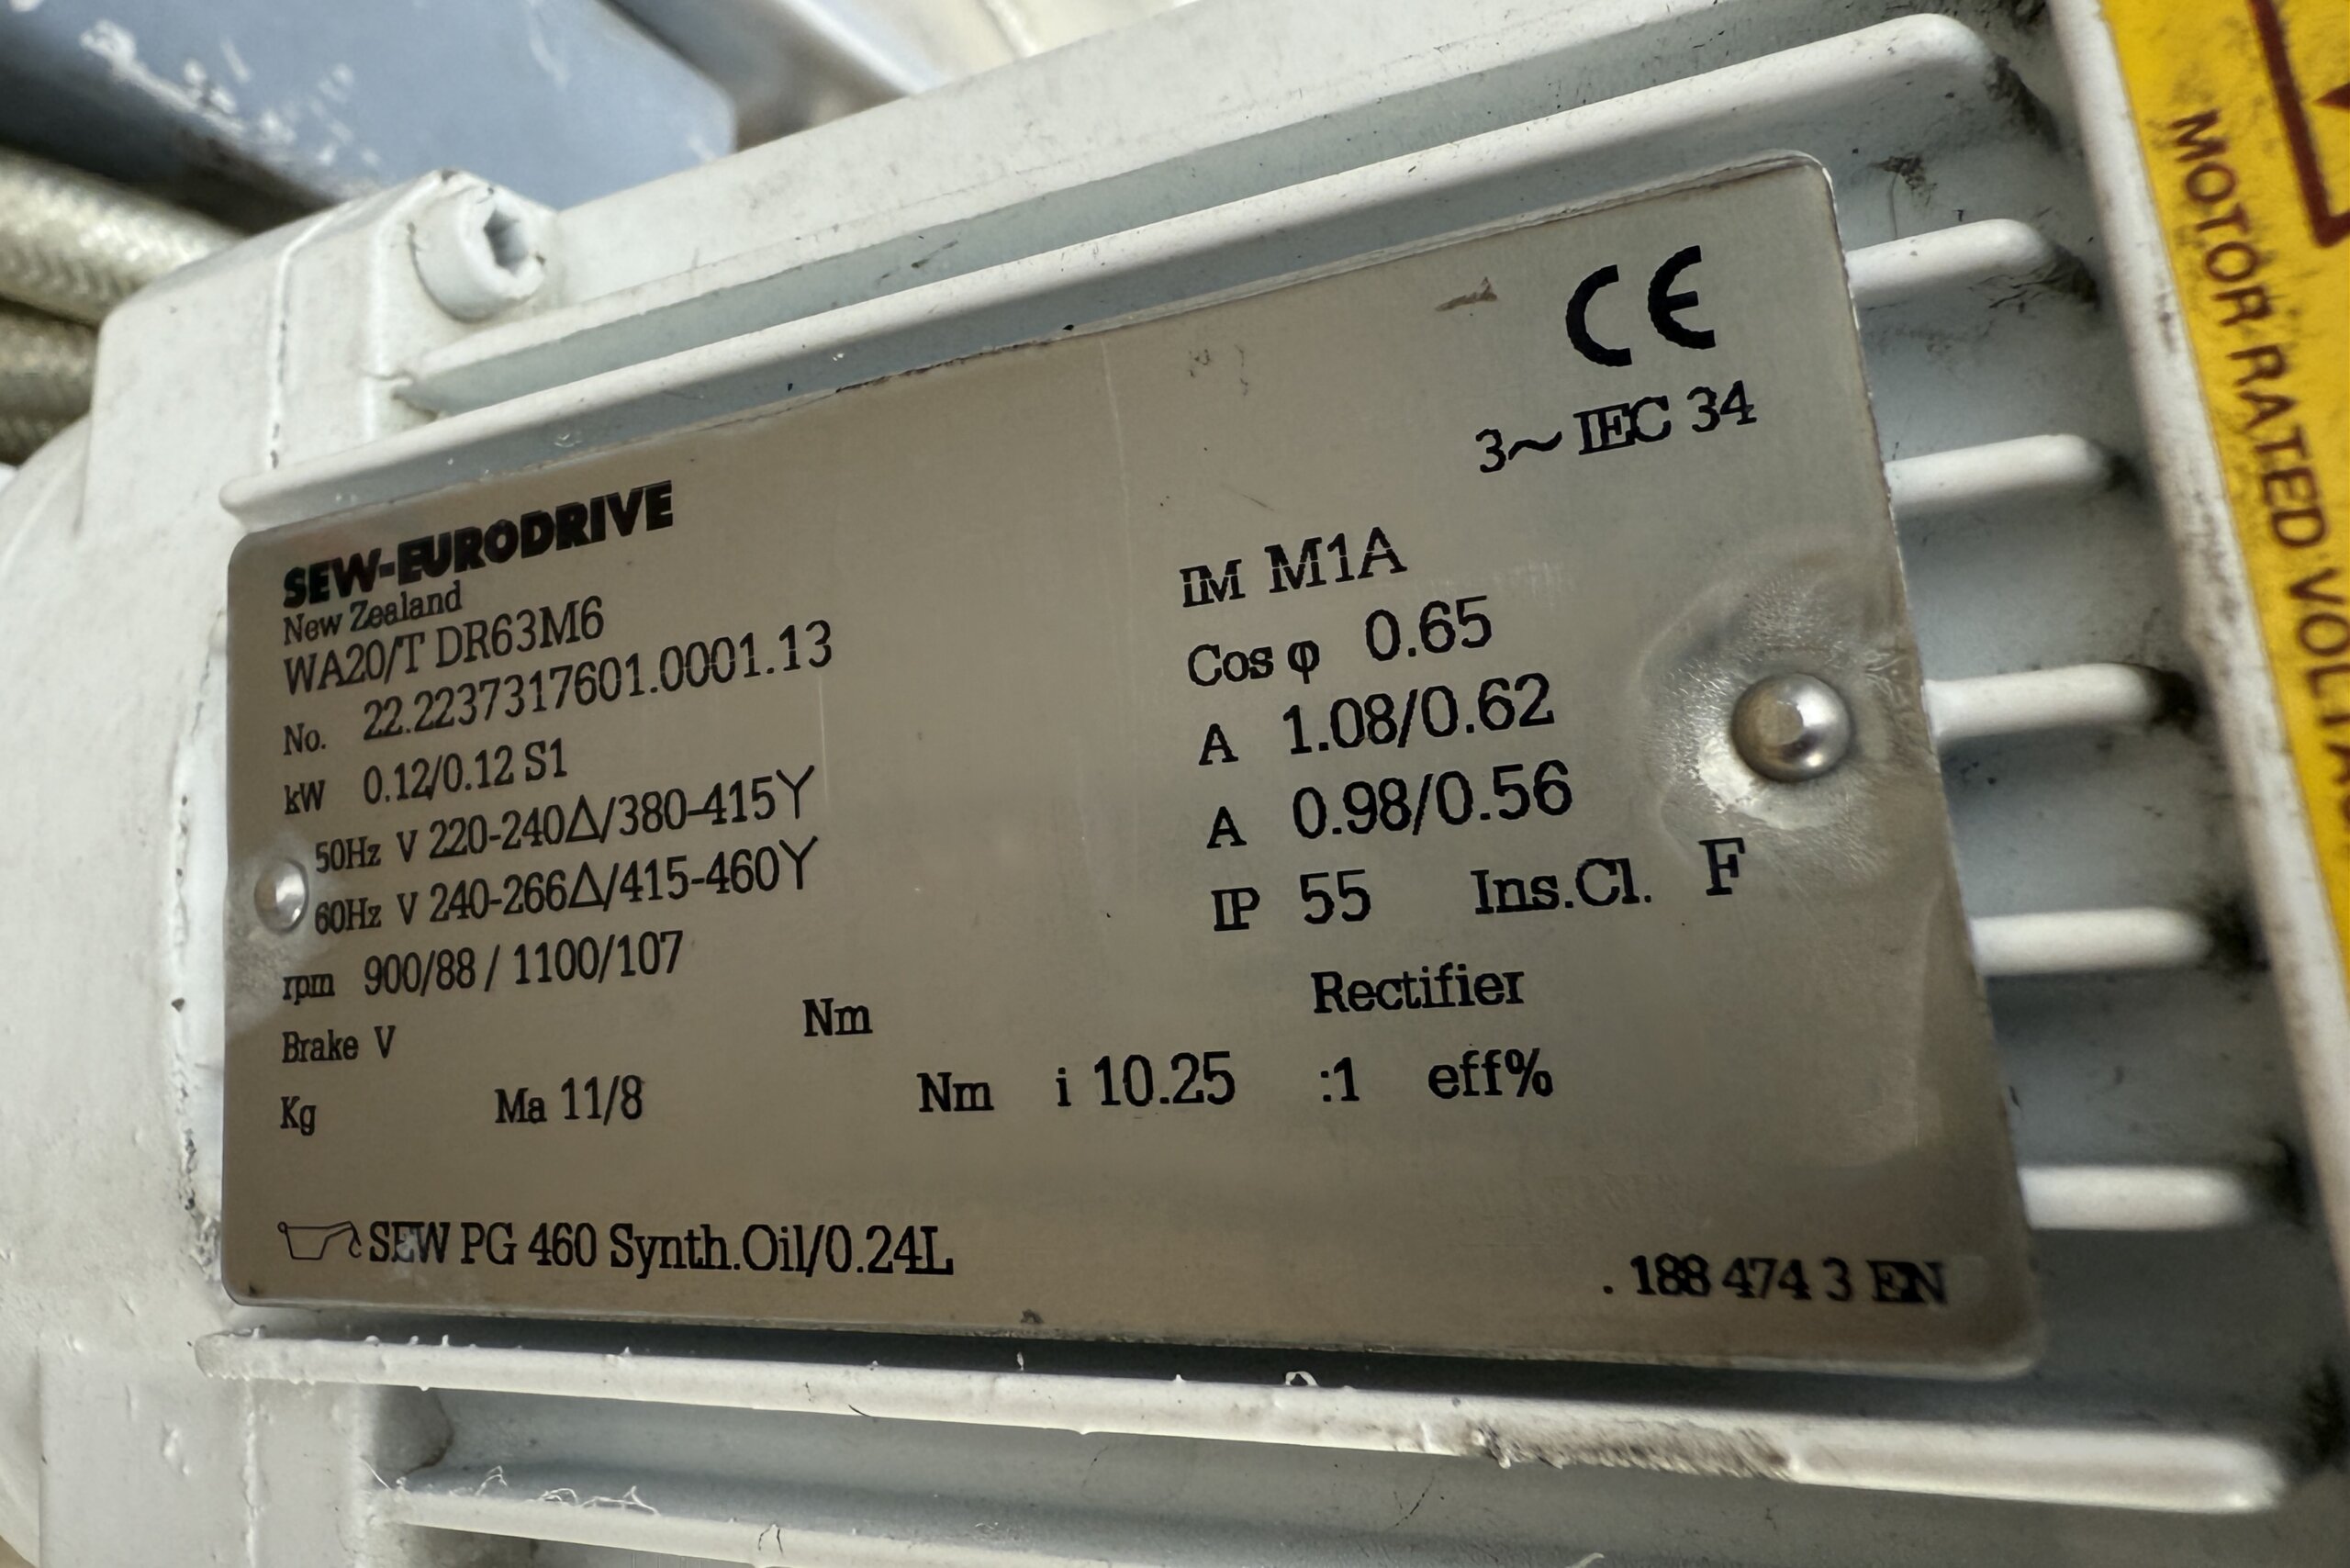 CE
3~ IEC 34
SEW-EURODRIVE
New Zealand
WA20/T DR63M6
IM M1A
No. 22.2237317601.0001.13
Cos φ 0.65
kW 0.12/0.12 S1
50Hz V 220-240Δ/380-415Y
A 1.08/0.62
60Hz V 240-266Δ/415-460Y
A 0.98/0.56
rpm 900/88 / 1100/107
IP 55 Ins.Cl. F
Brake V Nm Rectifier
Kg Ma 11/8 Nm i 10.25 :1 eff%
SEW PG 460 Synth.Oil/0.24L
. 188 474 3 EN
MOTOR RATED